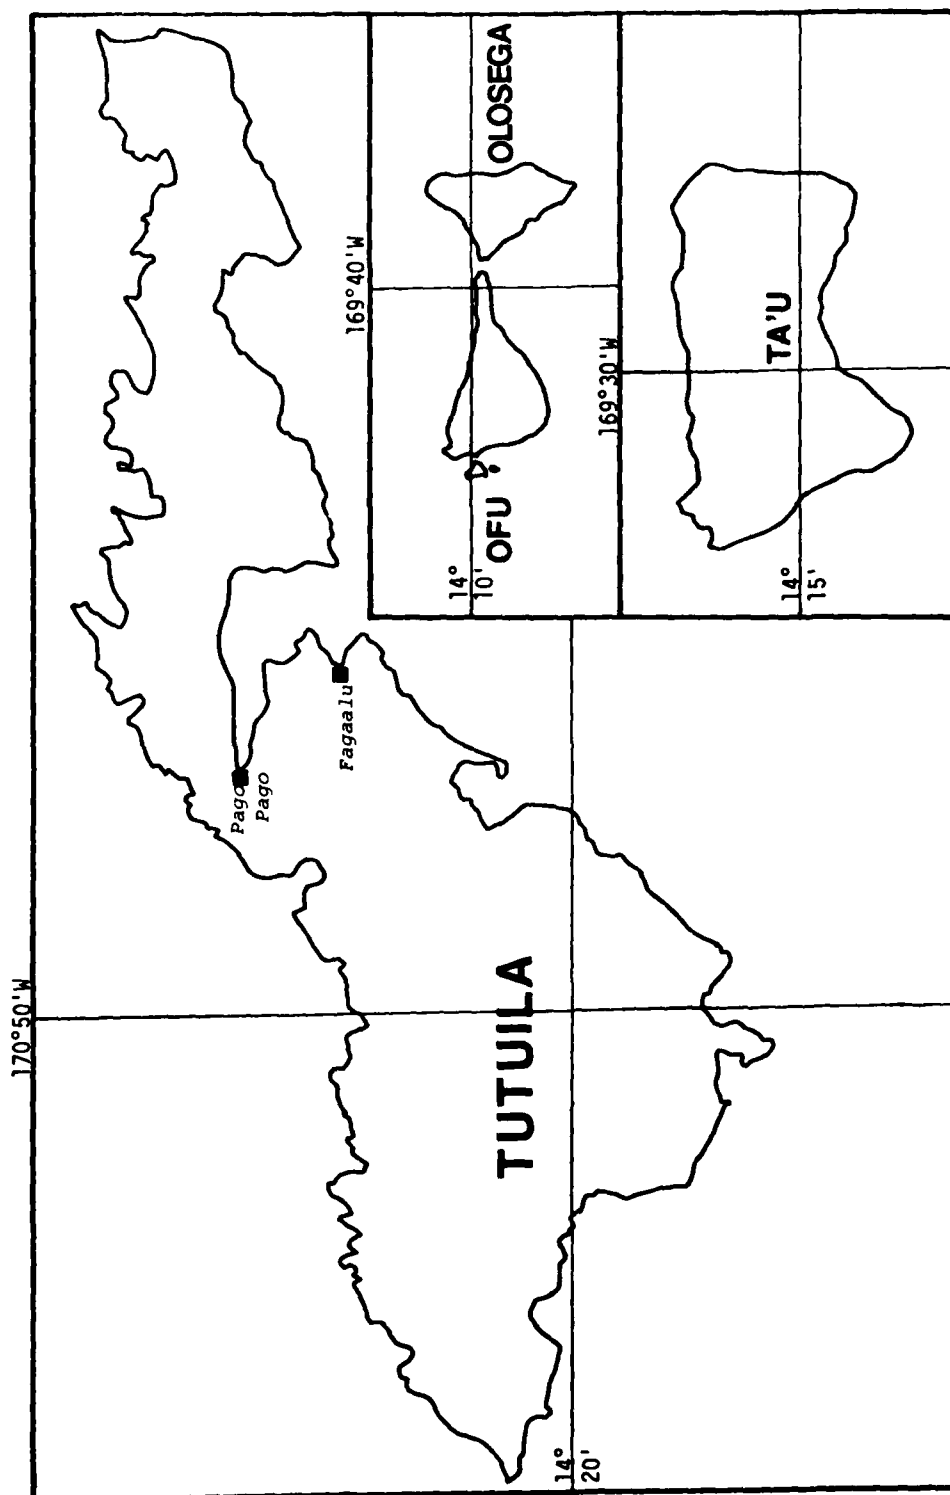 170°50'W
Pago
Pago
Fagaalu
TUTUILA
14°
20'
169°40'W
OLOSEGA
OFU
14°
10'
169°30'W
TA'U
14°
15'